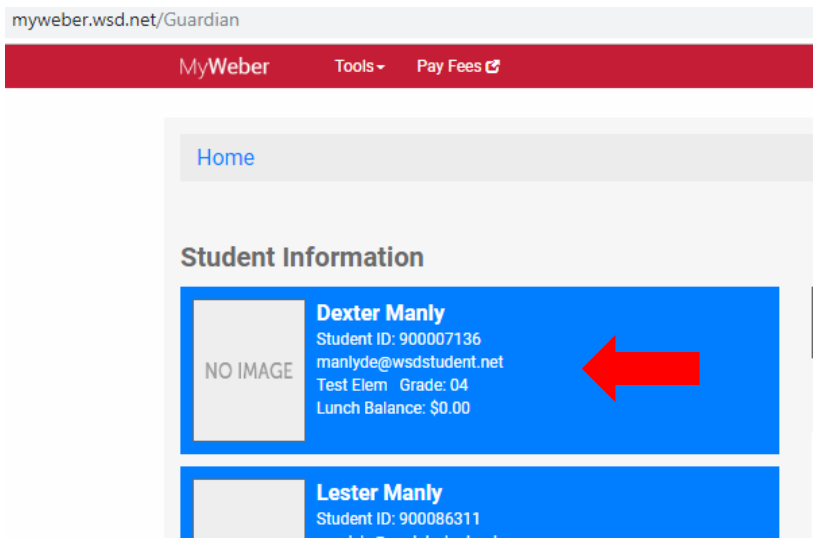 myweber.wsd.net/Guardian
MyWeber Tools Pay Fees
Home
Student Information
Dexter Manly
Student ID: 900007136
manlyde@wsdstudent.net
NO IMAGE
Test Elem Grade: 04
Lunch Balance: $0.00
Lester Manly
Student ID: 900086311